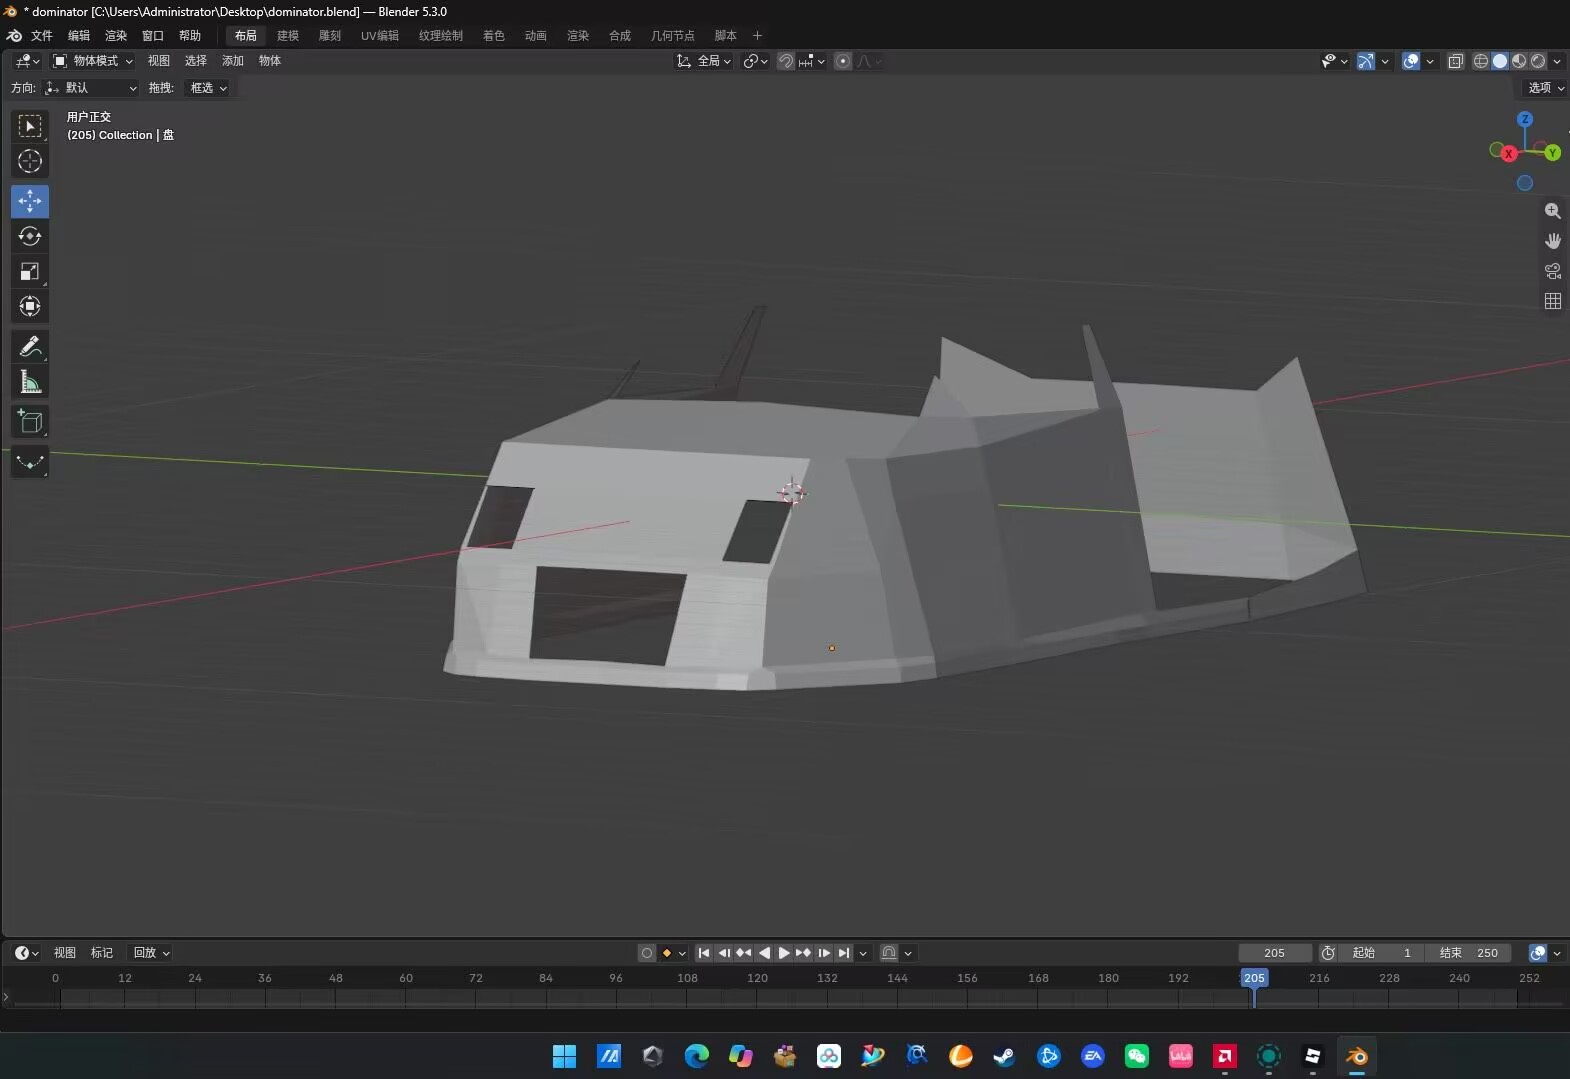 * dominator [C:\Users\Administrator\Desktop\dominator.blend] — Blender 5.3.0
文件 编辑 渲染 窗口 帮助 布局 建模 雕刻 UV编辑 纹理绘制 着色 动画 渲染 合成 几何节点 脚本 +
物体模式 视图 选择 添加 物体 全局
方向: 默认 拖拽: 框选 选项
用户正交
(205) Collection | 盘
Z
X Y
视图 标记 回放 205 起始 1 结束 250
0 12 24 36 48 60 72 84 96 108 120 132 144 156 168 180 192 205 216 228 240 252
EA